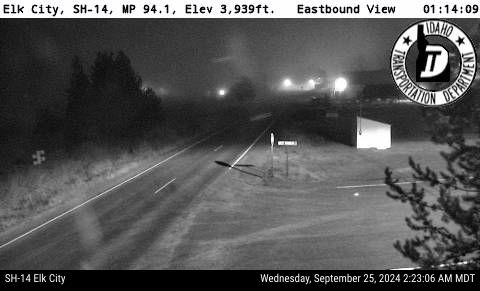 Elk City, SH-14, MP 94.1, Elev 3,939ft. Eastbound View 01:14:09
IDAHO
TRANSPORTATION DEPARTMENT
SH-14 Elk City Wednesday, September 25, 2024 2:23:06 AM MDT